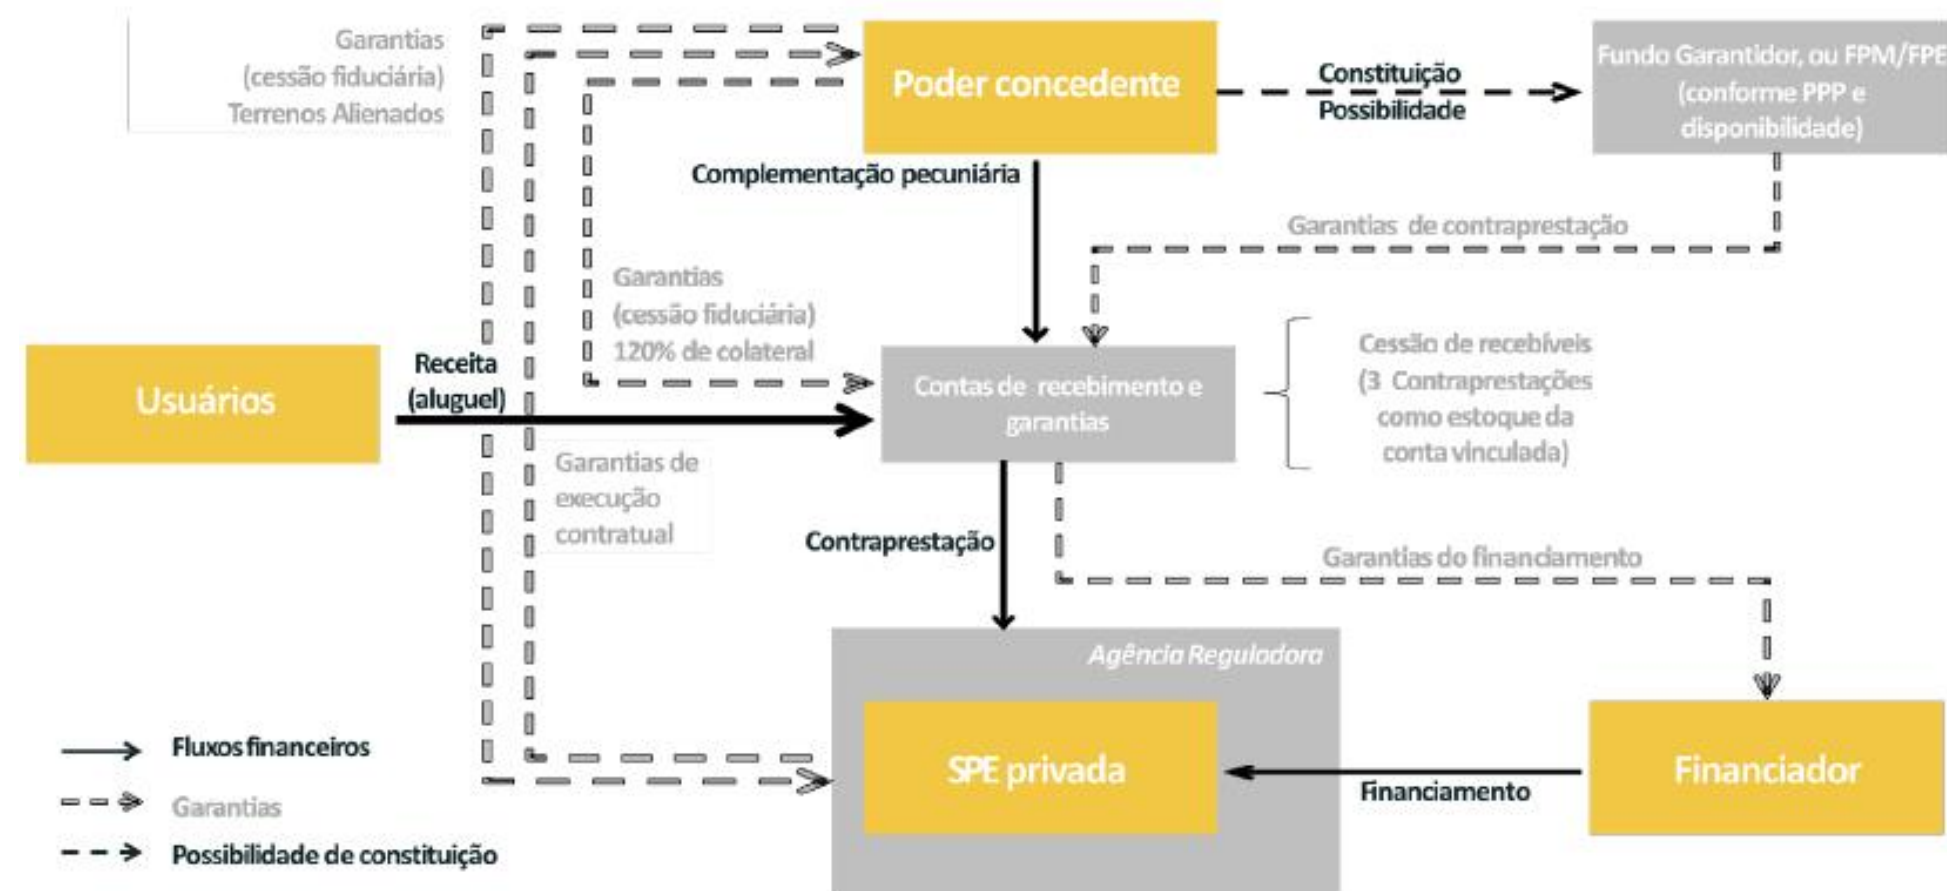 Garantias
(cessão fiduciária)
Terrenos Alienados
Poder concedente
Constituição
Possibilidade
Fundo Garantidor, ou FPM/FPE
(conforme PPP e
disponibilidade)
Complementação pecuniária
Garantias de contraprestação
Garantias
(cessão fiduciária)
120% de colateral
Usuários
Receita
(aluguel)
Contas de recebimento e
garantias
Cessão de recebíveis
(3 Contraprestações
como estoque da
conta vinculada)
Garantias de
execução
contratual
Contraprestação
Garantias do financiamento
Agência Reguladora
SPE privada
Financiamento
Financiador
Fluxos financeiros
Garantias
Possibilidade de constituição